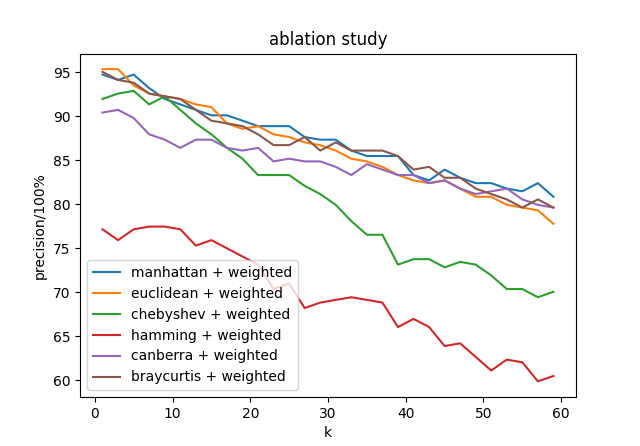 ablation study
precision/100%
95
90
85
80
75
70
65
60
manhattan + weighted
euclidean + weighted
chebyshev + weighted
hamming + weighted
canberra + weighted
braycurtis + weighted
0 10 20 30 40 50 60
k